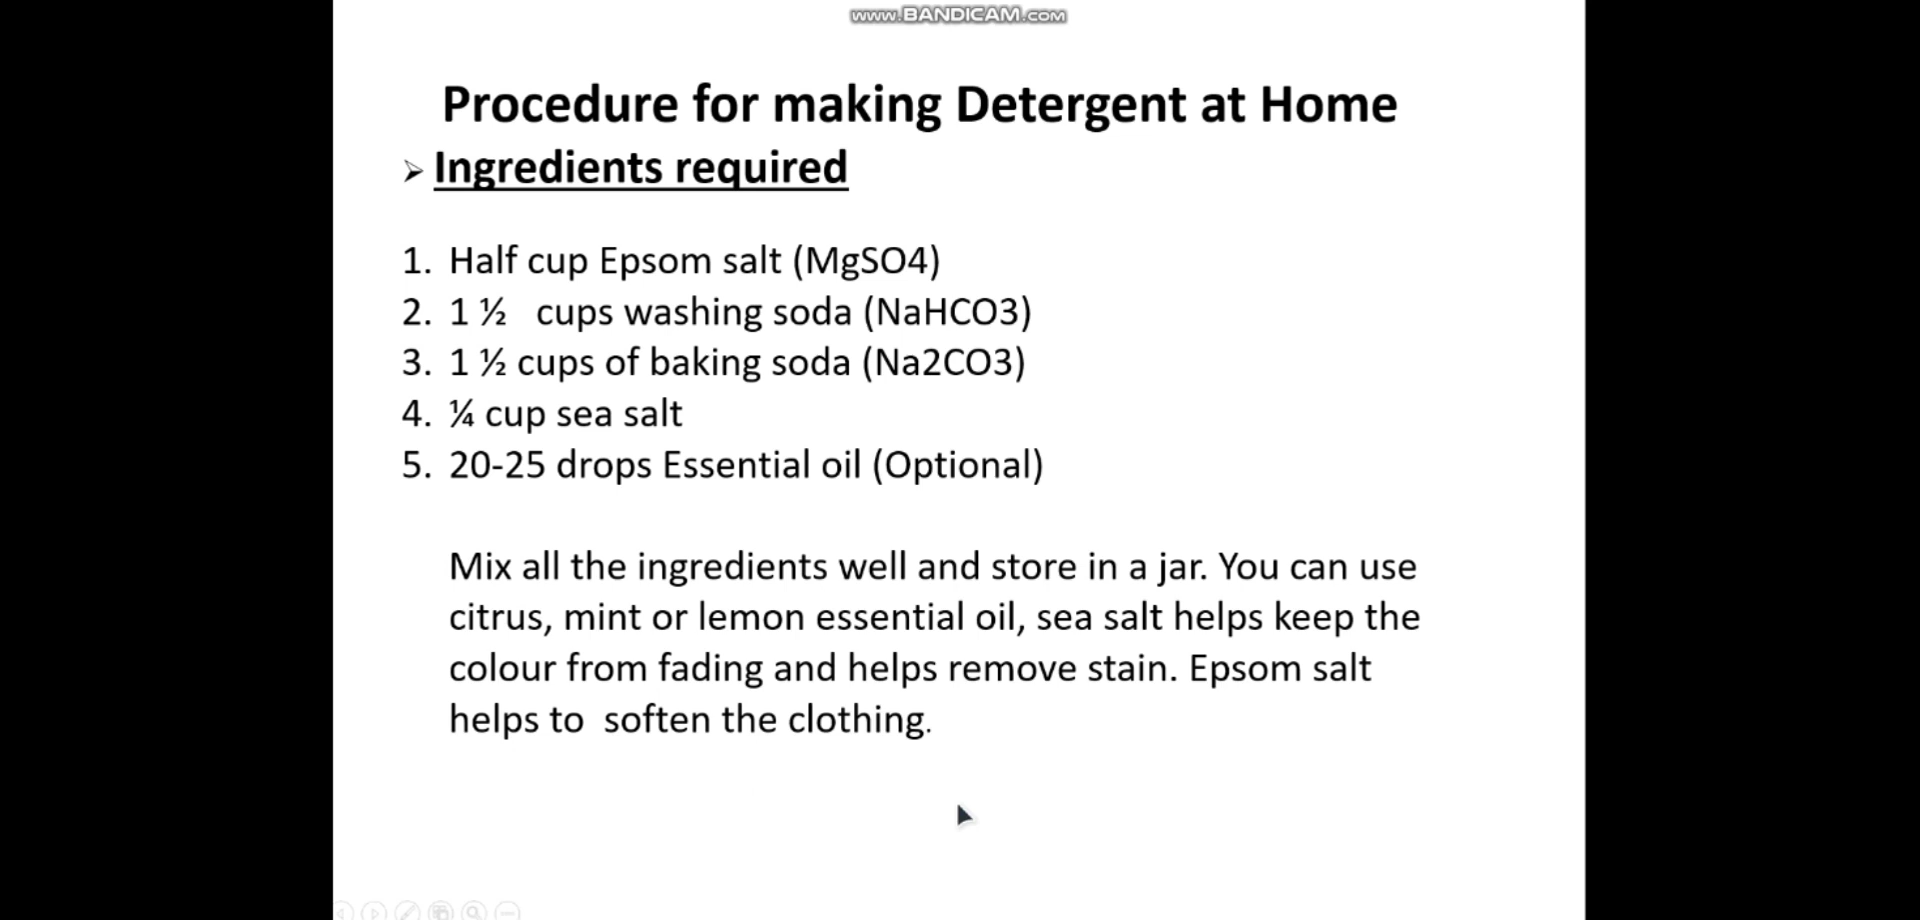 www.BANDICAM.com
Procedure for making Detergent at Home
➢ Ingredients required
1. Half cup Epsom salt (MgSO4)
2. 1 ½ cups washing soda (NaHCO3)
3. 1 ½ cups of baking soda (Na2CO3)
4. ¼ cup sea salt
5. 20-25 drops Essential oil (Optional)
Mix all the ingredients well and store in a jar. You can use
citrus, mint or lemon essential oil, sea salt helps keep the
colour from fading and helps remove stain. Epsom salt
helps to soften the clothing.